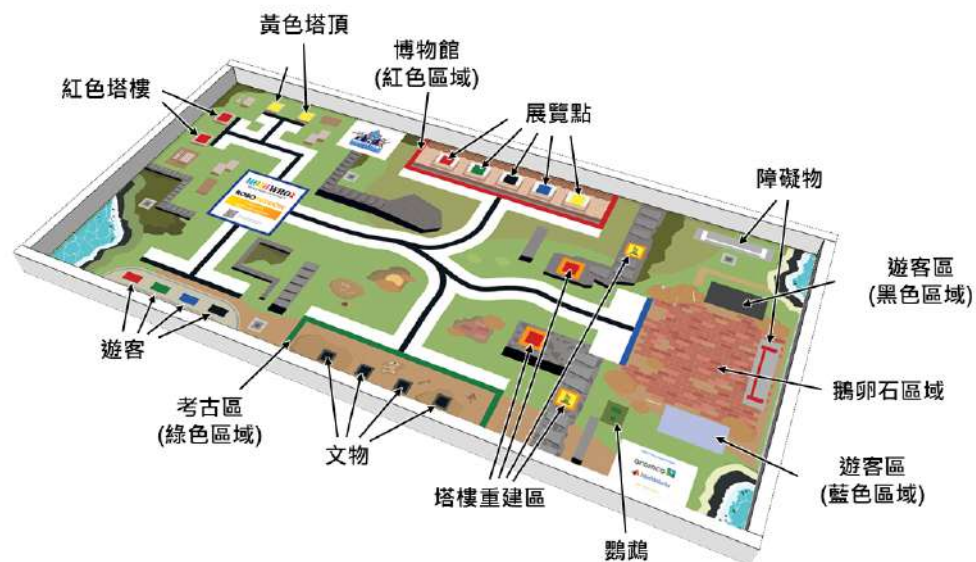 黃色塔頂
博物館
(紅色區域)
紅色塔樓
展覽點
障礙物
遊客區
(黑色區域)
遊客
鵝卵石區域
考古區
(綠色區域)
文物
塔樓重建區
遊客區
(藍色區域)
鸚鵡
WRO
ROBOMISSION
aramco